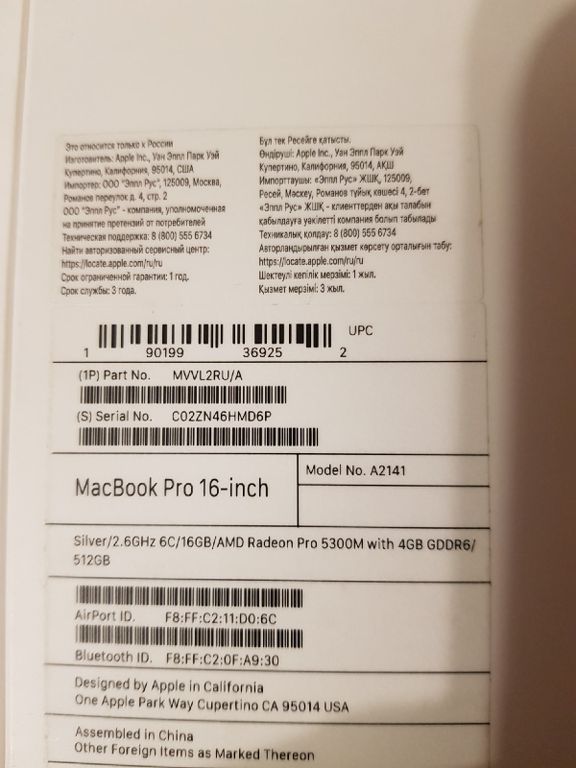 Это относится только к России
Изготовитель: Apple Inc., Уан Эппл Парк Уэй
Купертино, Калифорния, 95014, США
Импортер: ООО "Эппл Рус", 125009, Москва,
Романов переулок д. 4, стр. 2
ООО "Эппл Рус" - компания, уполномоченная
на принятие претензий от потребителей
Техническая поддержка: 8 (800) 555 6734
Найти авторизованный сервисный центр:
https://locate.apple.com/ru/ru
Срок ограниченной гарантии: 1 год.
Срок службы: 3 года.
Бұл тек Ресейге қатысты.
Өндіруші: Apple Inc., Уан Эппл Парк Уэй
Купертино, Калифорния, 95014, АҚШ
Импорттаушы: «Эппл Рус» ЖШҚ, 125009,
Ресей, Мәскеу, Романов тұйық көшесі 4, 2-бет
«Эппл Рус» ЖШҚ - клиенттерден ақы талабын
қабылдауға уәкілетті компания болып табылады
Техникалық қолдау: 8 (800) 555 6734
Авторландырылған қызмет көрсету орталығын табу:
https://locate.apple.com/ru/ru
Шектеулі кепілік мерзімі: 1 жыл.
Қызмет мерзімі: 3 жыл.
UPC
1 90199 36925 2
(1P) Part No. MVVL2RU/A
(S) Serial No. C02ZN46HMD6P
MacBook Pro 16-inch
Model No. A2141
Silver/2.6GHz 6C/16GB/AMD Radeon Pro 5300M with 4GB GDDR6/
512GB
AirPort ID. F8:FF:C2:11:D0:6C
Bluetooth ID. F8:FF:C2:0F:A9:30
Designed by Apple in California
One Apple Park Way Cupertino CA 95014 USA
Assembled in China
Other Foreign Items as Marked Thereon